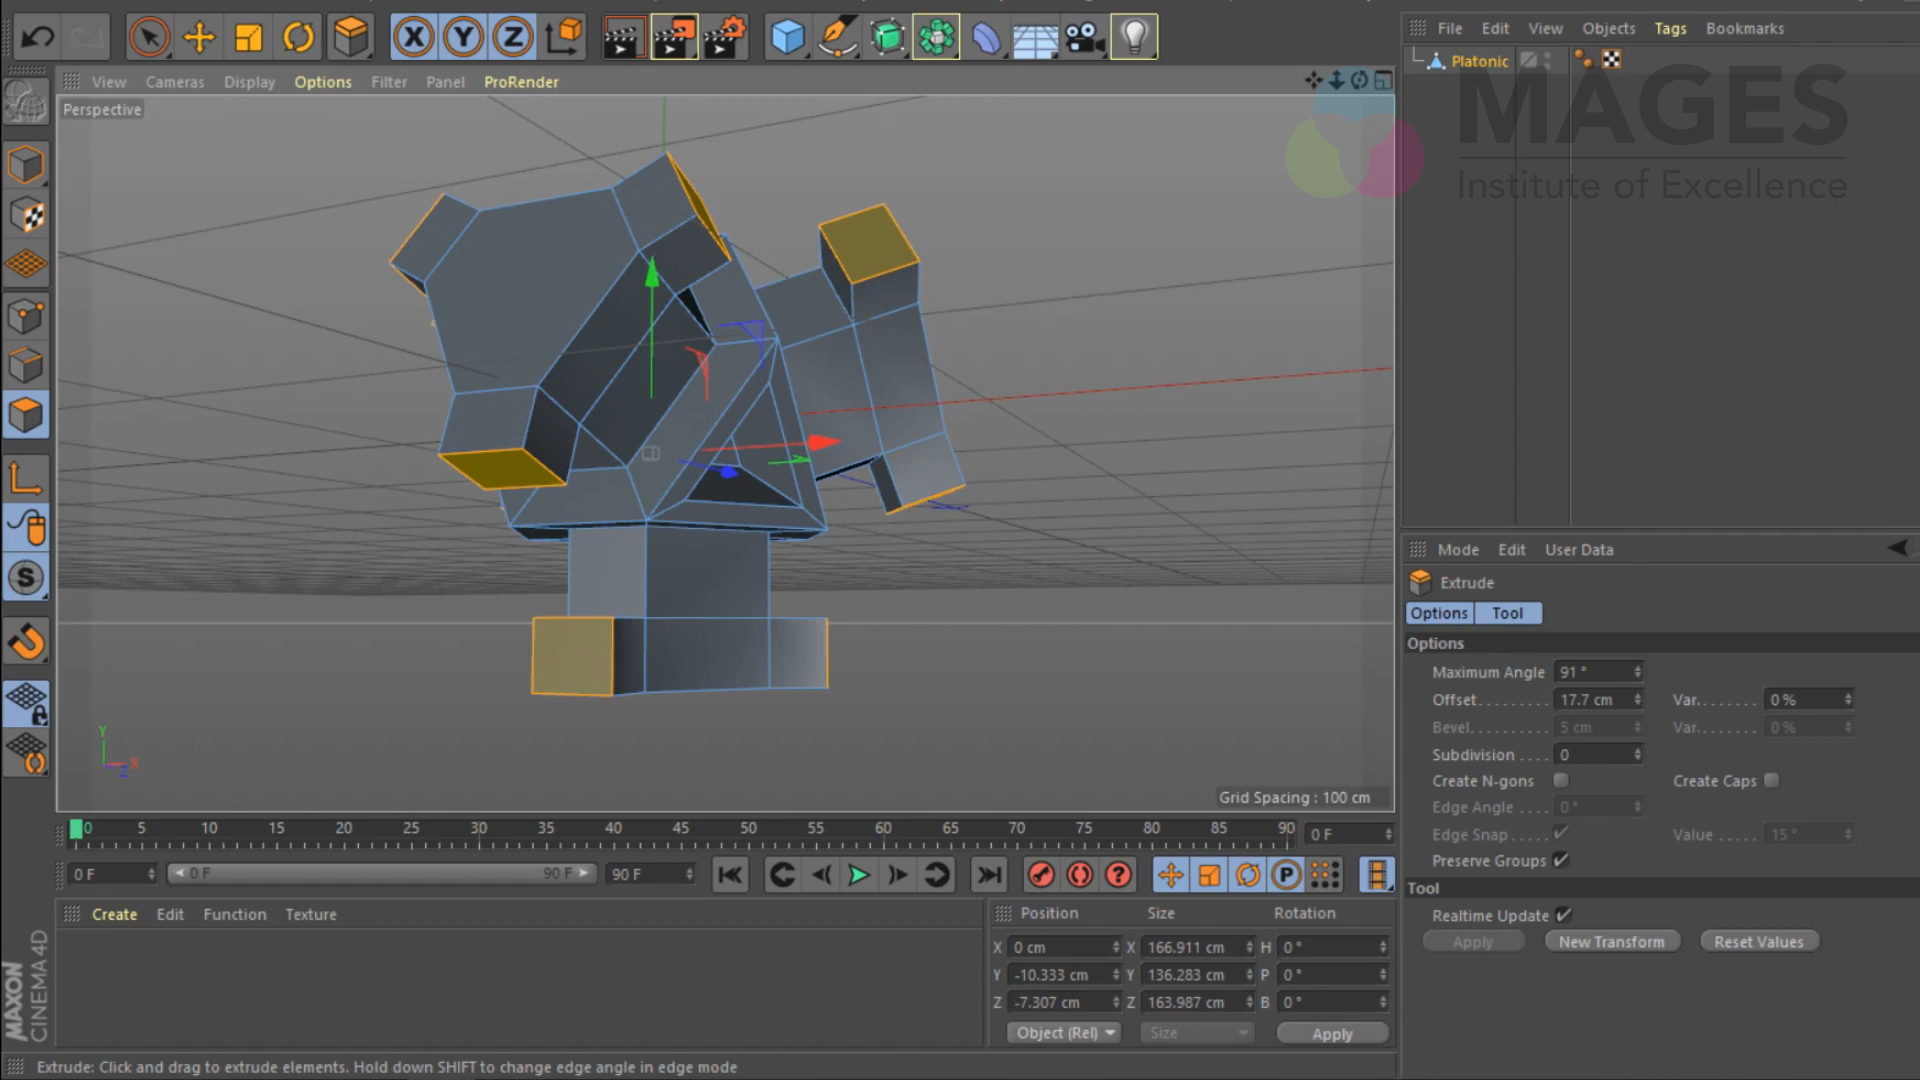 File Edit View Objects Tags Bookmarks
View Cameras Display Options Filter Panel ProRender
Perspective
Platonic
MAGES
Institute of Excellence
X Y Z
S
Mode Edit User Data
Extrude
Options Tool
Options
Maximum Angle 91 °
Offset 17.7 cm Var. 0 %
Bevel 5 cm Var. 0 %
Subdivision 0
Create N-gons Create Caps
Edge Angle 0 °
Edge Snap Value 15 °
Preserve Groups
Tool
Realtime Update
Apply New Transform Reset Values
Y
X
Z
Grid Spacing : 100 cm
0 5 10 15 20 25 30 35 40 45 50 55 60 65 70 75 80 85 90 0 F
0 F 0 F 90 F 90 F P
Create Edit Function Texture
Position Size Rotation
X 0 cm X 166.911 cm H 0 °
Y -10.333 cm Y 136.283 cm P 0 °
Z -7.307 cm Z 163.987 cm B 0 °
Object (Rel) Size Apply
MAXON
CINEMA 4D
Extrude: Click and drag to extrude elements. Hold down SHIFT to change edge angle in edge mode